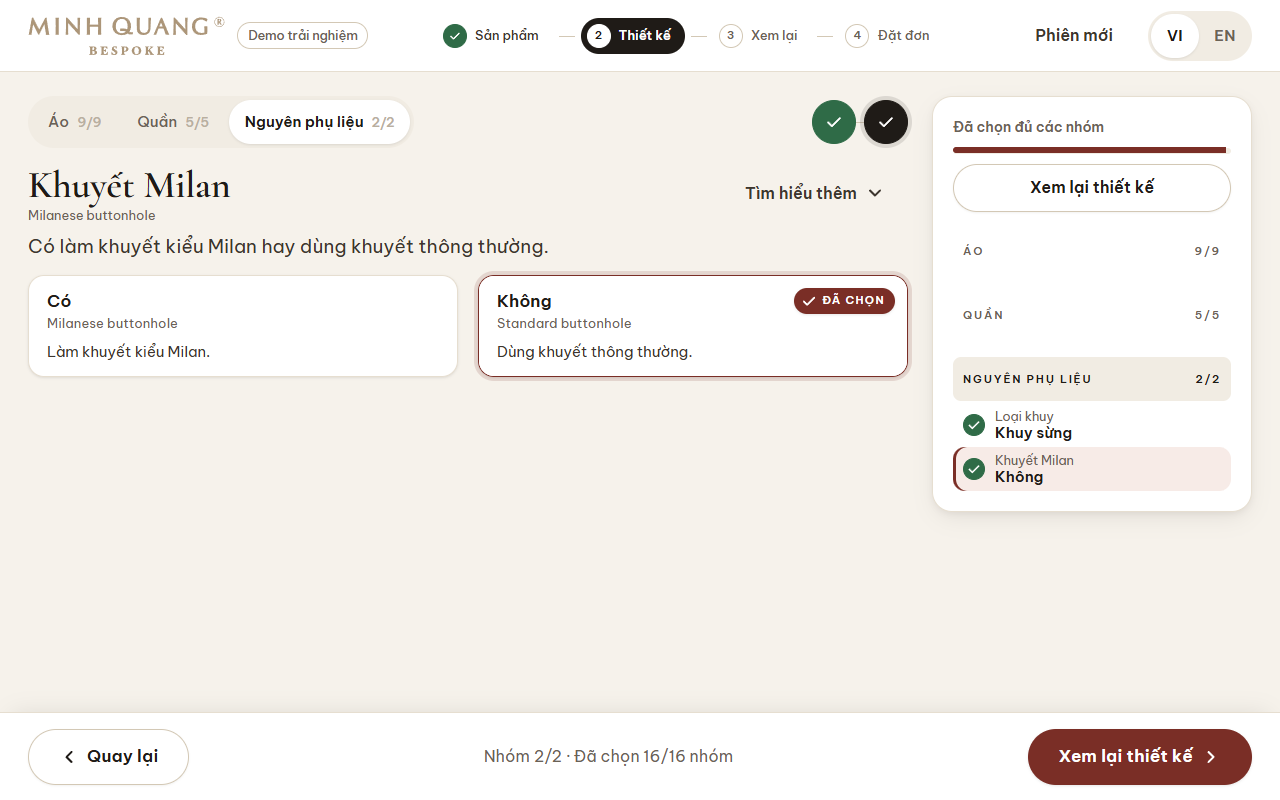 MINH QUANG®
BESPOKE
Demo trải nghiệm
Sản phẩm
2 Thiết kế
3 Xem lại
4 Đặt đơn
Phiên mới
VI EN
Áo 9/9
Quần 5/5
Nguyên phụ liệu 2/2
Khuyết Milan
Milanese buttonhole
Tìm hiểu thêm
Có làm khuyết kiểu Milan hay dùng khuyết thông thường.
Có
Milanese buttonhole
Làm khuyết kiểu Milan.
Không
ĐÃ CHỌN
Standard buttonhole
Dùng khuyết thông thường.
Đã chọn đủ các nhóm
Xem lại thiết kế
ÁO 9/9
QUẦN 5/5
NGUYÊN PHỤ LIỆU 2/2
Loại khuy
Khuy sừng
Khuyết Milan
Không
Quay lại
Nhóm 2/2 · Đã chọn 16/16 nhóm
Xem lại thiết kế